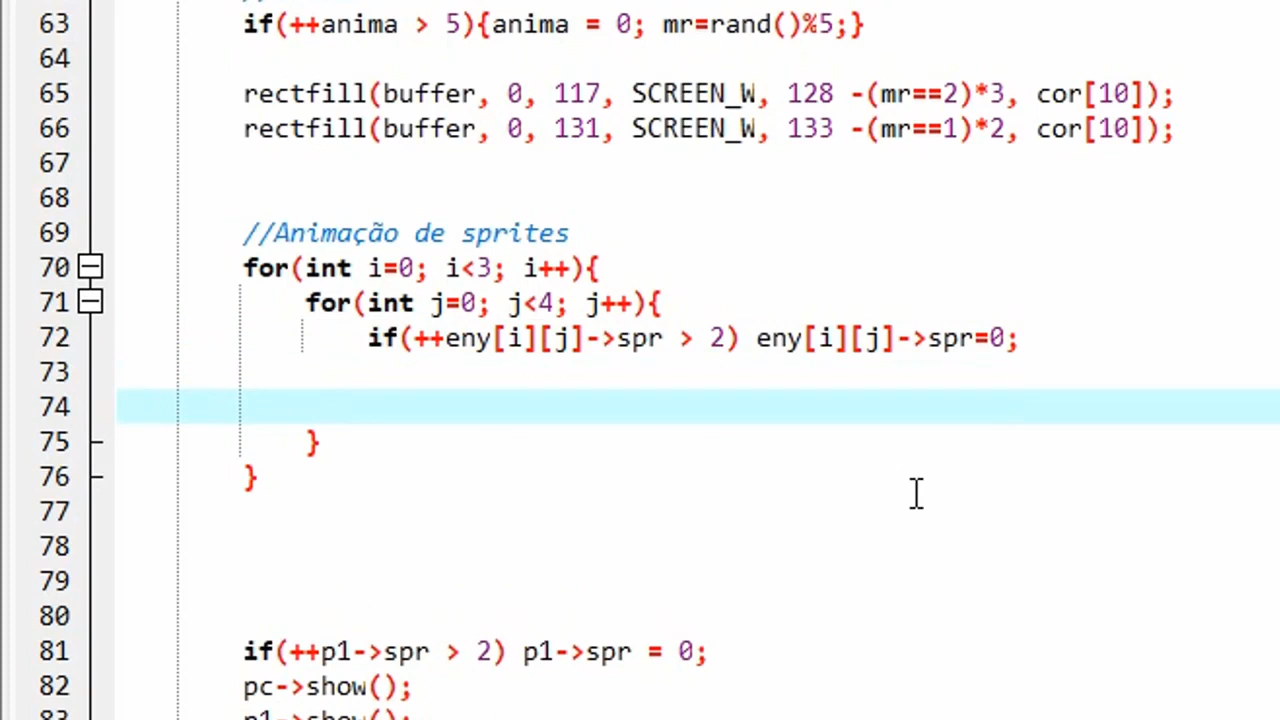 63 if(++anima > 5){anima = 0; mr=rand()%5;}
64
65 rectfill(buffer, 0, 117, SCREEN_W, 128 -(mr==2)*3, cor[10]);
66 rectfill(buffer, 0, 131, SCREEN_W, 133 -(mr==1)*2, cor[10]);
67
68
69 //Animação de sprites
70 for(int i=0; i<3; i++){
71 for(int j=0; j<4; j++){
72 if(++eny[i][j]->spr > 2) eny[i][j]->spr=0;
73
74
75 }
76 }
77
78
79
80
81 if(++p1->spr > 2) p1->spr = 0;
82 pc->show();
83 p1->show();